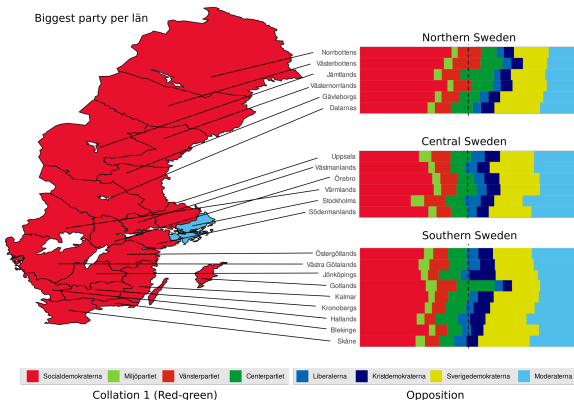 Biggest party per län
Northern Sweden
Norrbottens
Västerbottens
Jämtlands
Västernorrlands
Gävleborgs
Dalarnas
Central Sweden
Uppsala
Västmanlands
Örebro
Värmlands
Stockholms
Södermanlands
Southern Sweden
Östergötlands
Västra Götalands
Jönköpings
Gotlands
Kalmar
Kronobergs
Hallands
Blekinge
Skåne
Socialdemokraterna Miljöpartiet Vänsterpartiet Centerpartiet Liberalerna Kristdemokraterna Sverigedemokraterna Moderaterna
Collation 1 (Red-green) Opposition